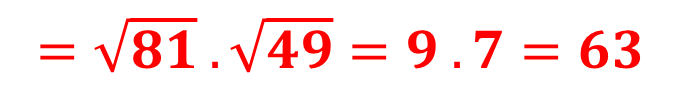 = √81 . √49 = 9 . 7 = 63